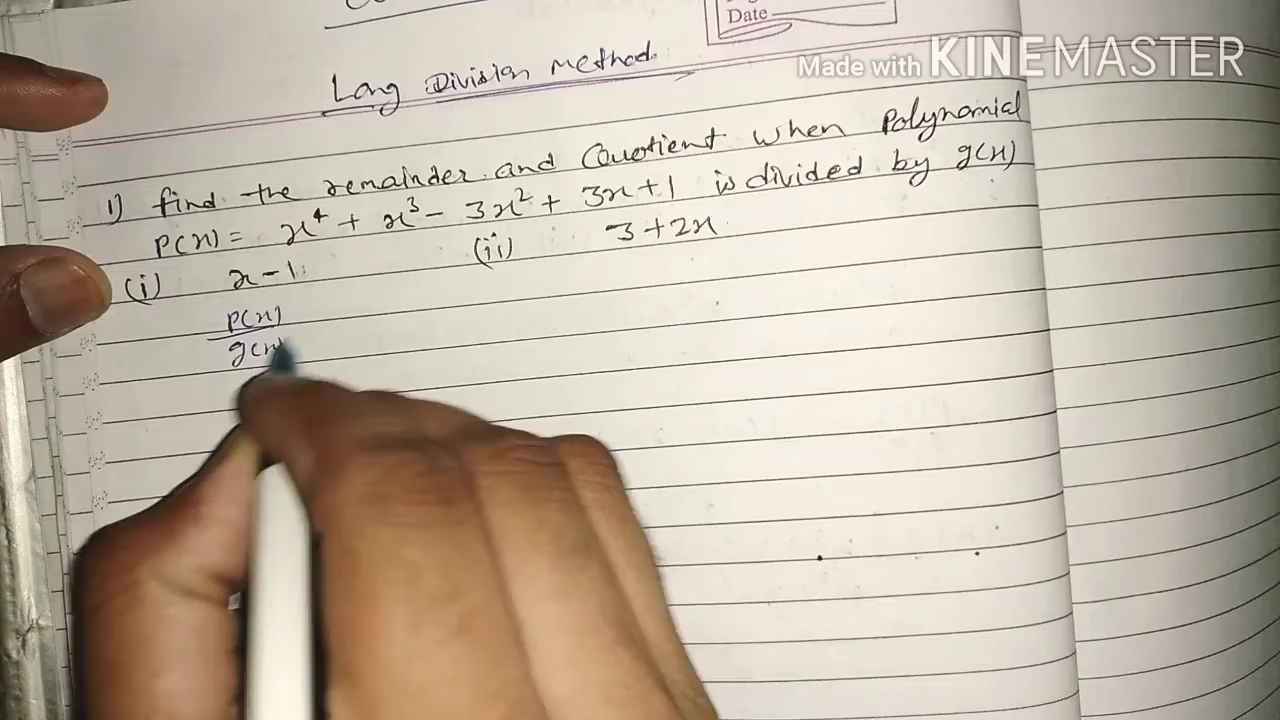 Date
Made with KINEMASTER
Long Division Method.
1) find the remainder and Quotient when Polynomial
P(x) = x⁴ + x³ - 3x² + 3x + 1 is divided by g(x)
(i) x - 1 (ii) 3 + 2x
P(x)
g(x)